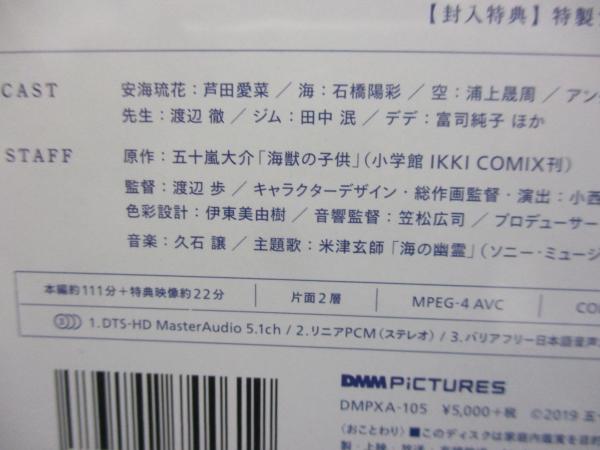 【封入特典】特製
CAST 安海琉花：芦田愛菜／海：石橋陽彩／空：浦上晟周／アン
先生：渡辺 徹／ジム：田中 泯／デデ：富司純子 ほか
STAFF 原作：五十嵐大介「海獣の子供」（小学館 IKKI COMIX刊）
監督：渡辺 歩／キャラクターデザイン・総作画監督・演出：小西
色彩設計：伊東美由樹／音響監督：笠松広司／プロデューサー
音楽：久石 譲／主題歌：米津玄師「海の幽霊」（ソニー・ミュージ
本編約111分＋特典映像約22分 片面2層 MPEG-4 AVC CO
3 1.DTS-HD MasterAudio 5.1ch / 2.リニアPCM（ステレオ）/ 3.バリアフリー日本語音声
DMM PiCTURES
DMPXA-105 ¥5,000＋税 ©2019 五
〈おことわり〉■このディスクは家庭内鑑賞を目的
製・上映・放送